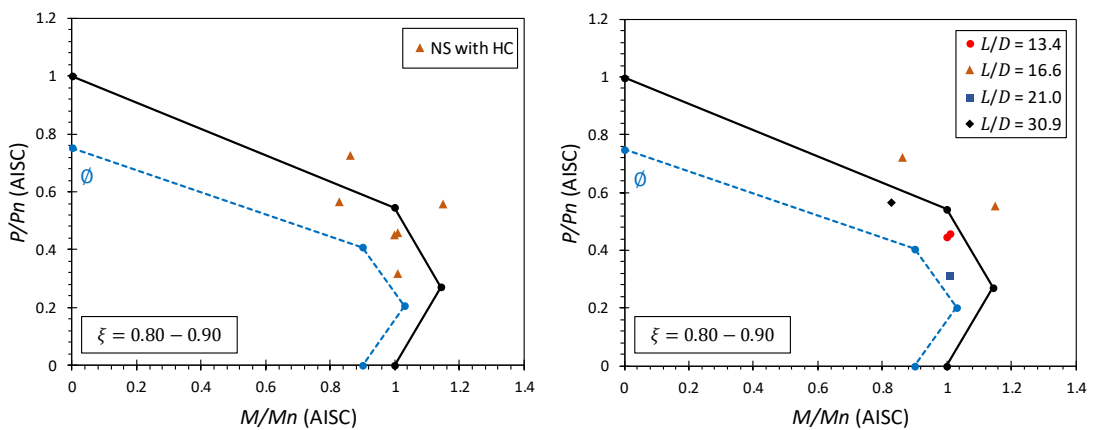 1.2
1
0.8
0.6
0.4
0.2
0
0 0.2 0.4 0.6 0.8 1 1.2 1.4
P/Pn (AISC)
M/Mn (AISC)
NS with HC
Ø
ξ = 0.80 − 0.90
1.2
1
0.8
0.6
0.4
0.2
0
0 0.2 0.4 0.6 0.8 1 1.2 1.4
P/Pn (AISC)
M/Mn (AISC)
L/D = 13.4
L/D = 16.6
L/D = 21.0
L/D = 30.9
Ø
ξ = 0.80 − 0.90